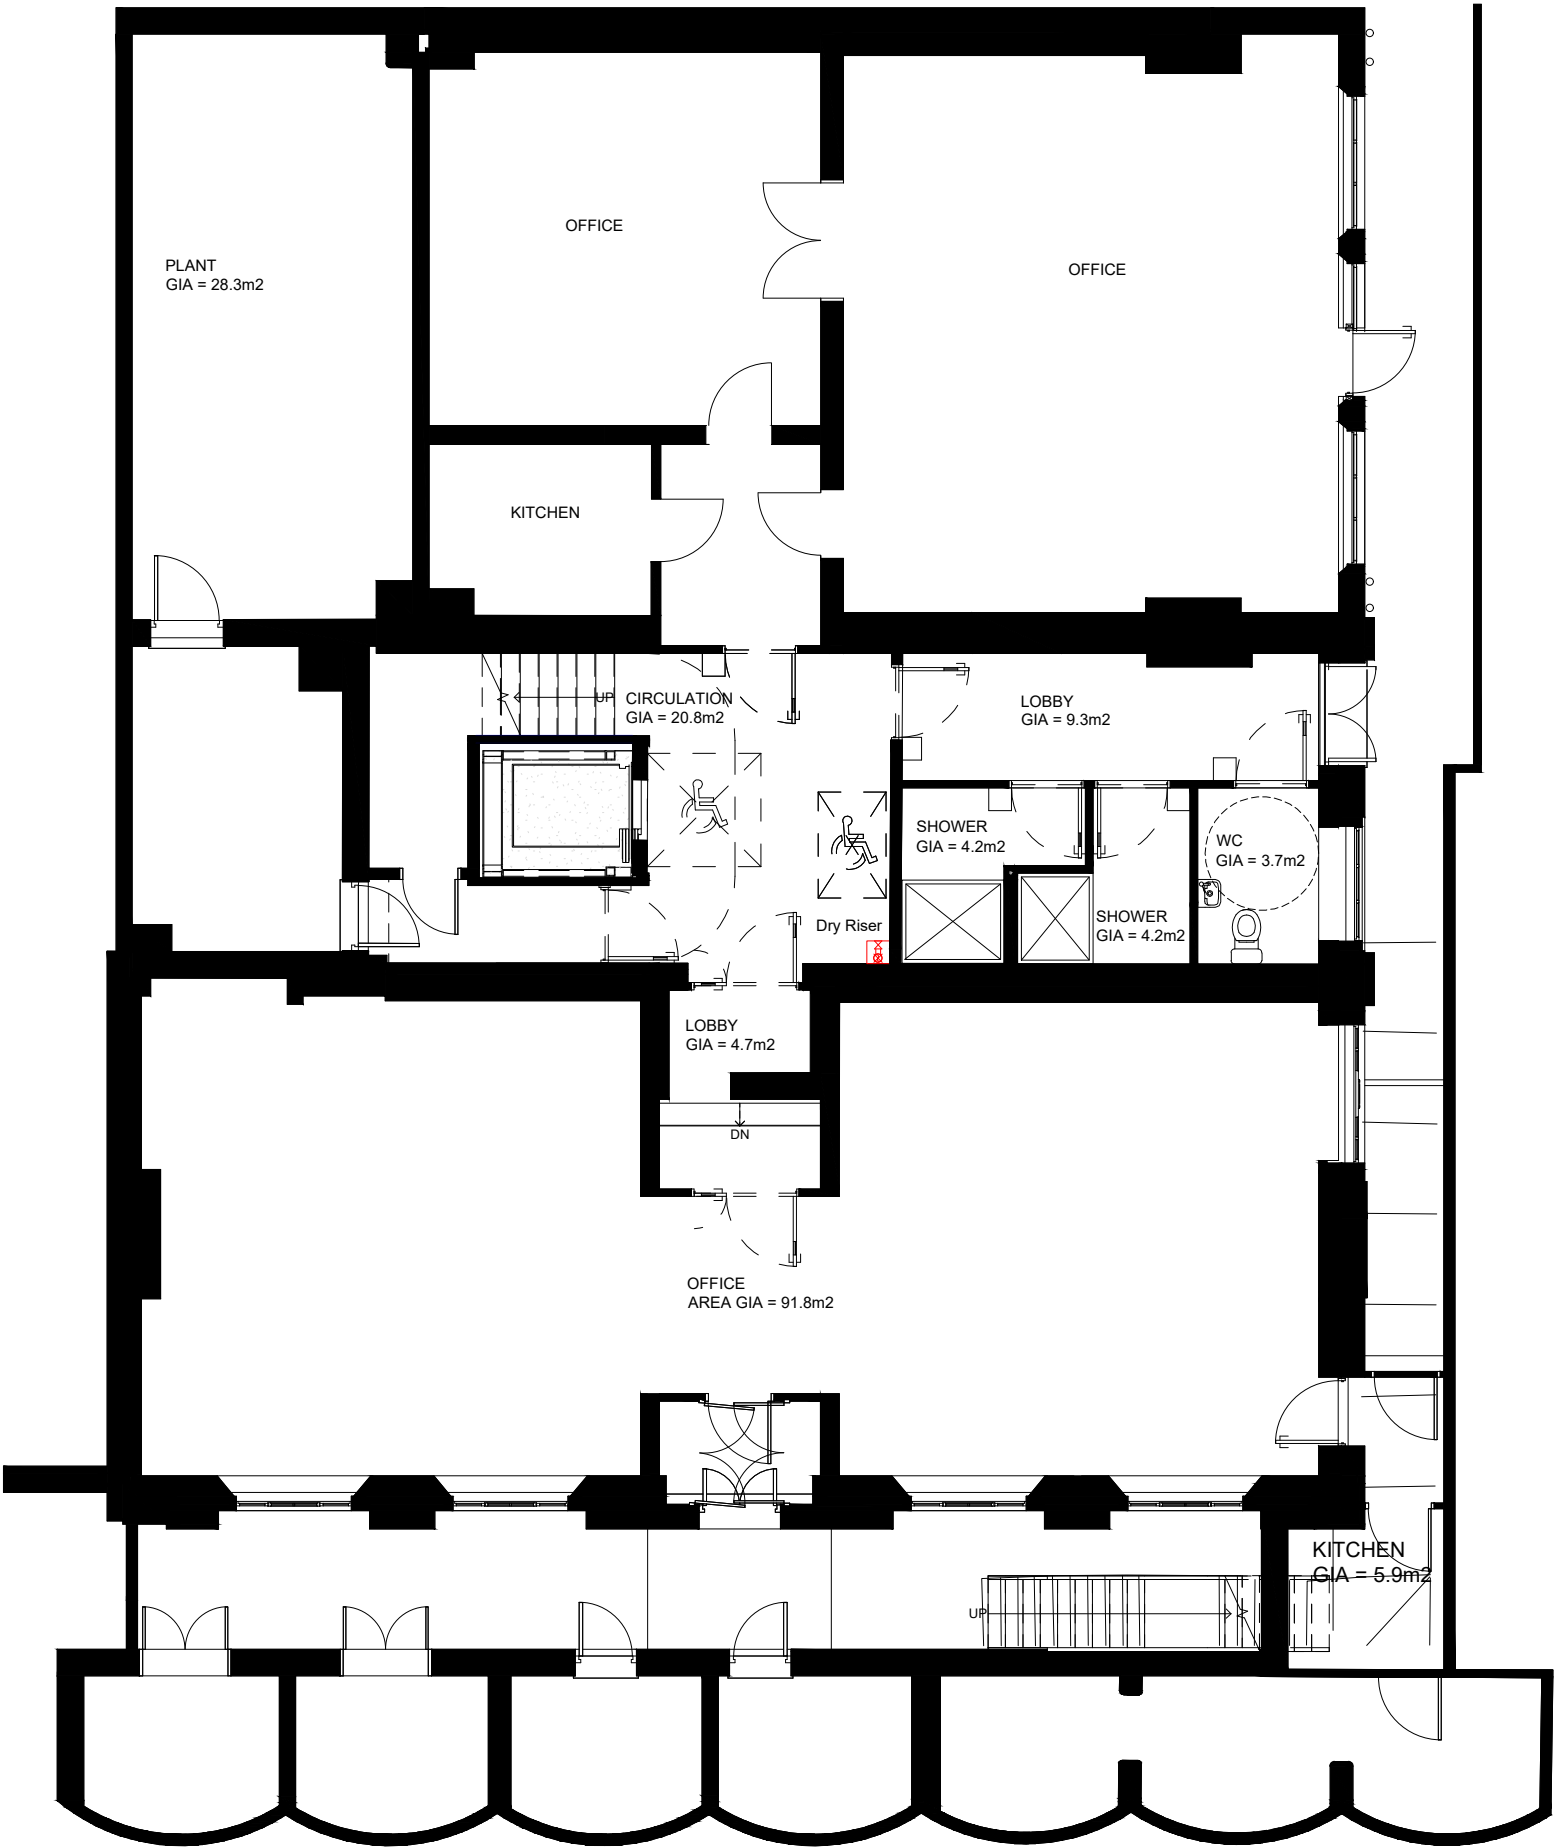 OFFICE
PLANT
GIA = 28.3m2
OFFICE
KITCHEN
UP
CIRCULATION
GIA = 20.8m2
LOBBY
GIA = 9.3m2
SHOWER
GIA = 4.2m2
WC
GIA = 3.7m2
SHOWER
GIA = 4.2m2
Dry Riser
LOBBY
GIA = 4.7m2
DN
OFFICE
AREA GIA = 91.8m2
KITCHEN
GIA = 5.9m2
UP